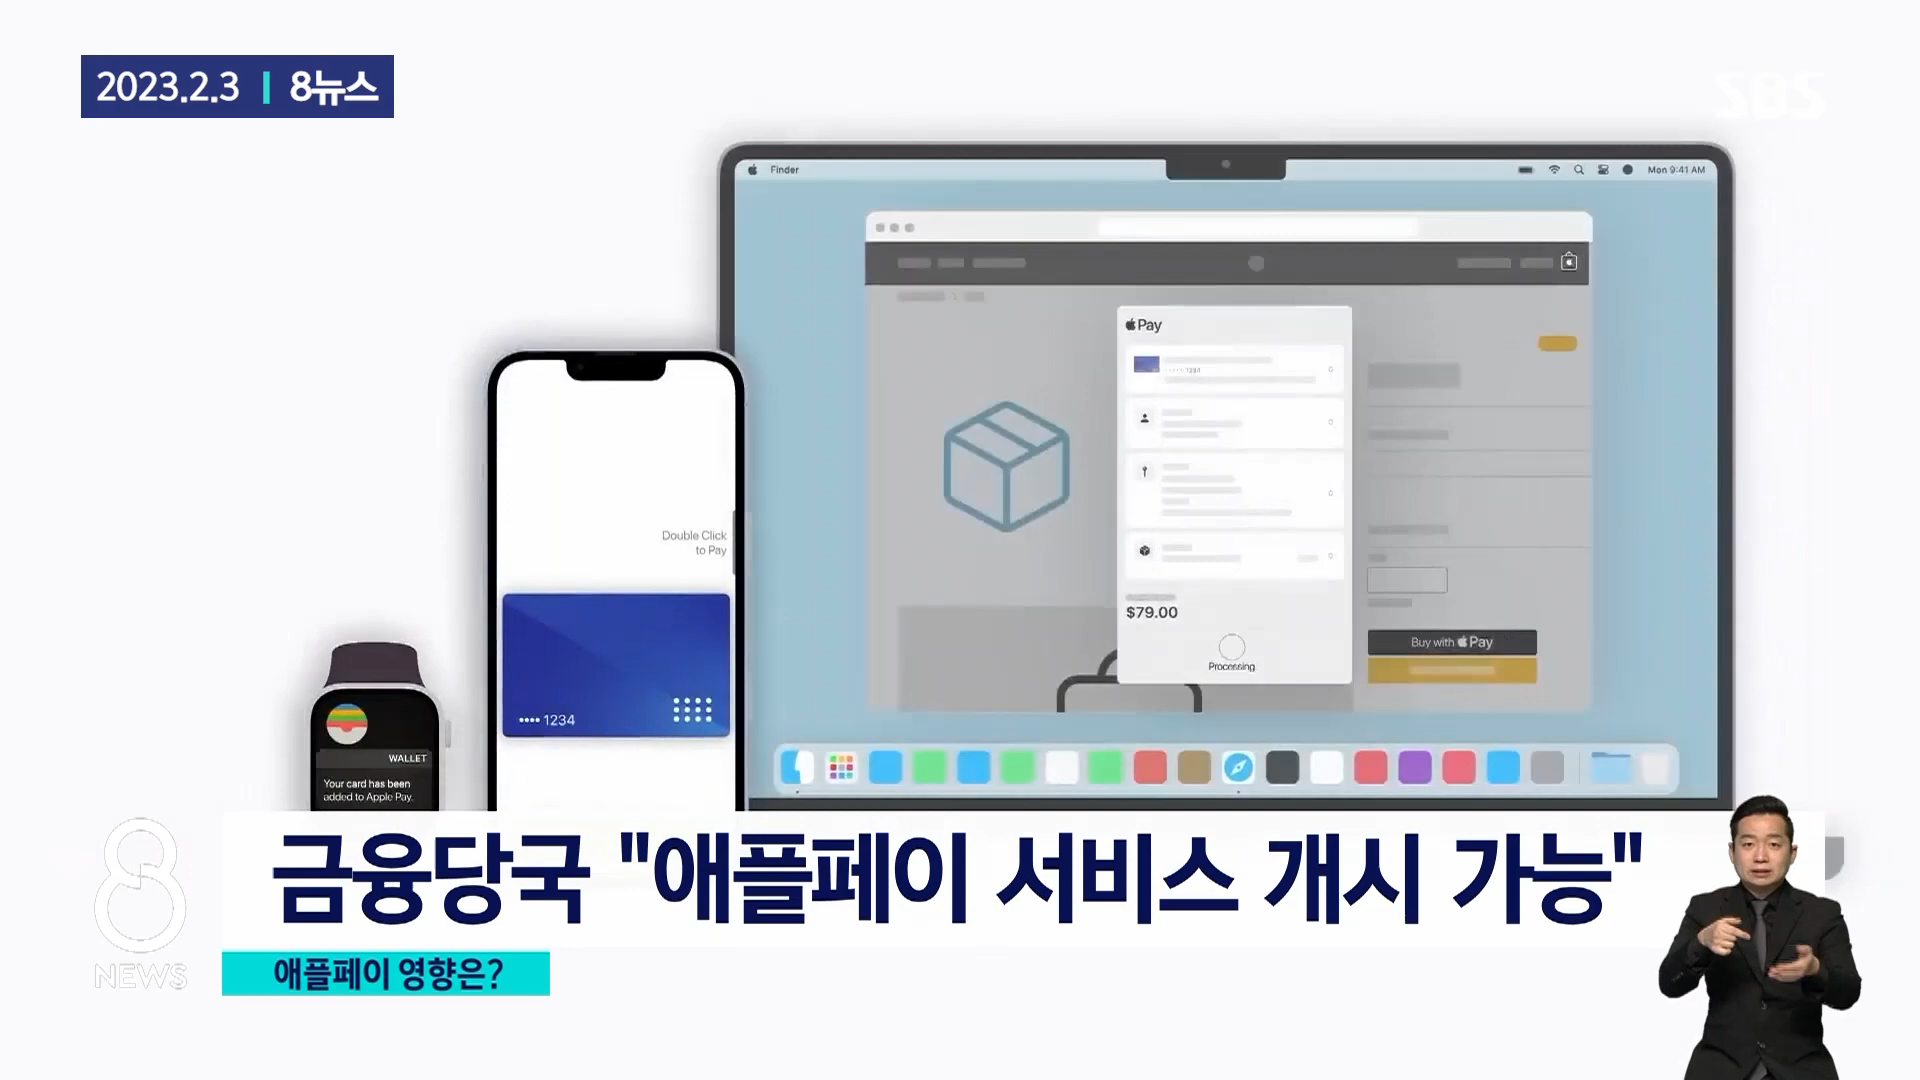 2023.2.3 | 8뉴스
SBS
Finder
Mon 9:41 AM
Pay
···· 1234
$79.00
Processing
Buy with Pay
Double Click
to Pay
•••• 1234
WALLET
Your card has been
added to Apple Pay.
금융당국 "애플페이 서비스 개시 가능"
애플페이 영향은?
8
NEWS